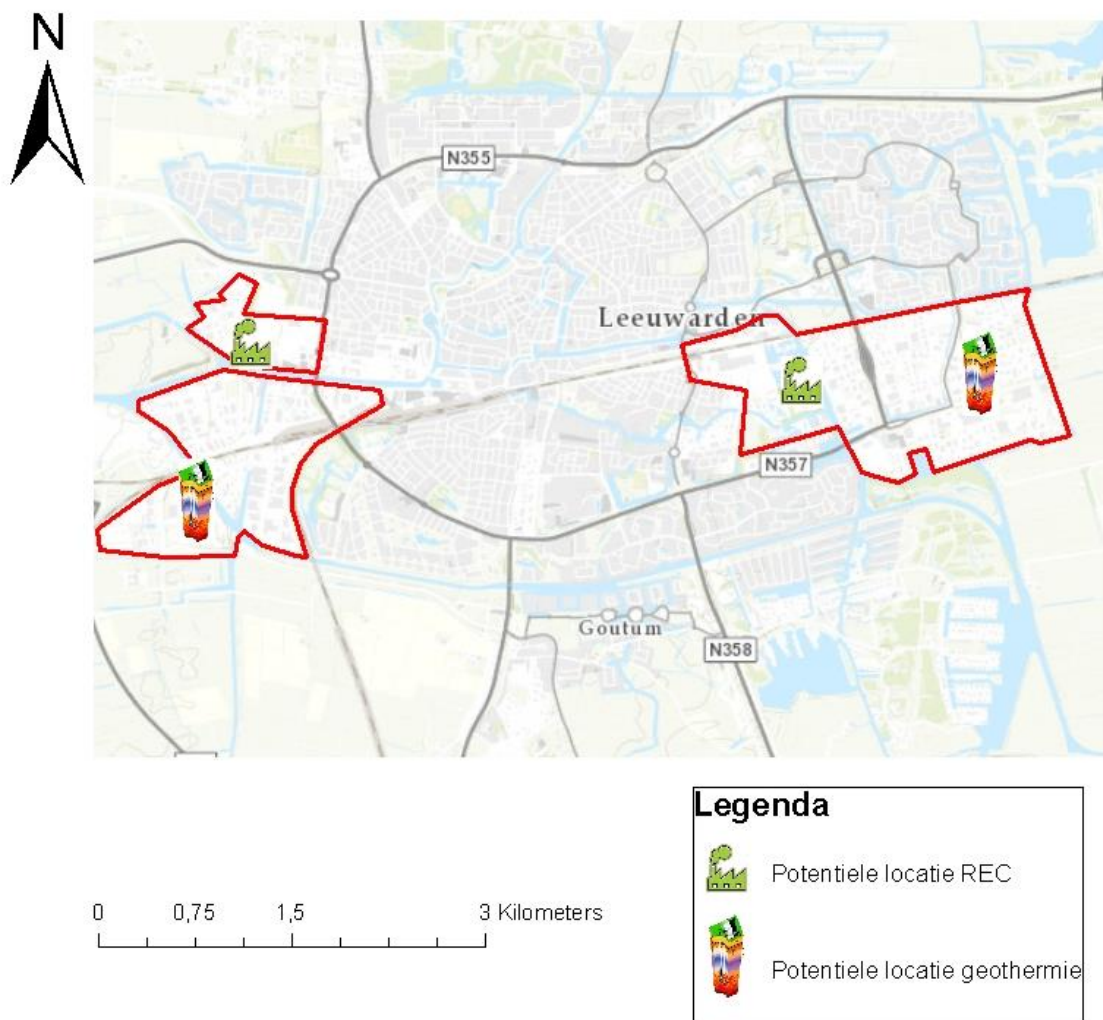 N
N355
Leeuwarden
N357
Goutum
N358
Legenda
Potentiele locatie REC
0 0,75 1,5 3 Kilometers
Potentiele locatie geothermie